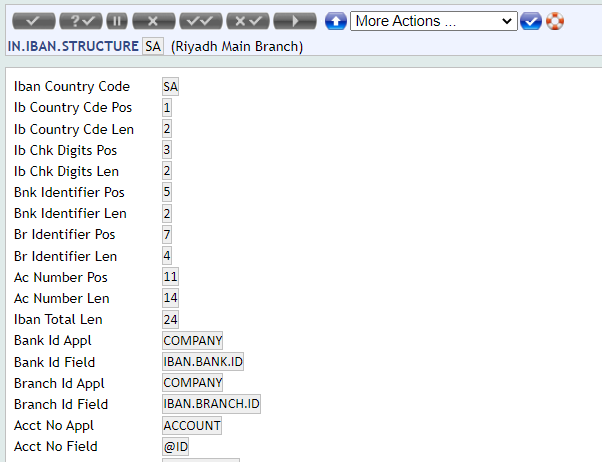 More Actions ...
IN.IBAN.STRUCTURE SA (Riyadh Main Branch)
Iban Country Code SA
Ib Country Cde Pos 1
Ib Country Cde Len 2
Ib Chk Digits Pos 3
Ib Chk Digits Len 2
Bnk Identifier Pos 5
Bnk Identifier Len 2
Br Identifier Pos 7
Br Identifier Len 4
Ac Number Pos 11
Ac Number Len 14
Iban Total Len 24
Bank Id Appl COMPANY
Bank Id Field IBAN.BANK.ID
Branch Id Appl COMPANY
Branch Id Field IBAN.BRANCH.ID
Acct No Appl ACCOUNT
Acct No Field @ID